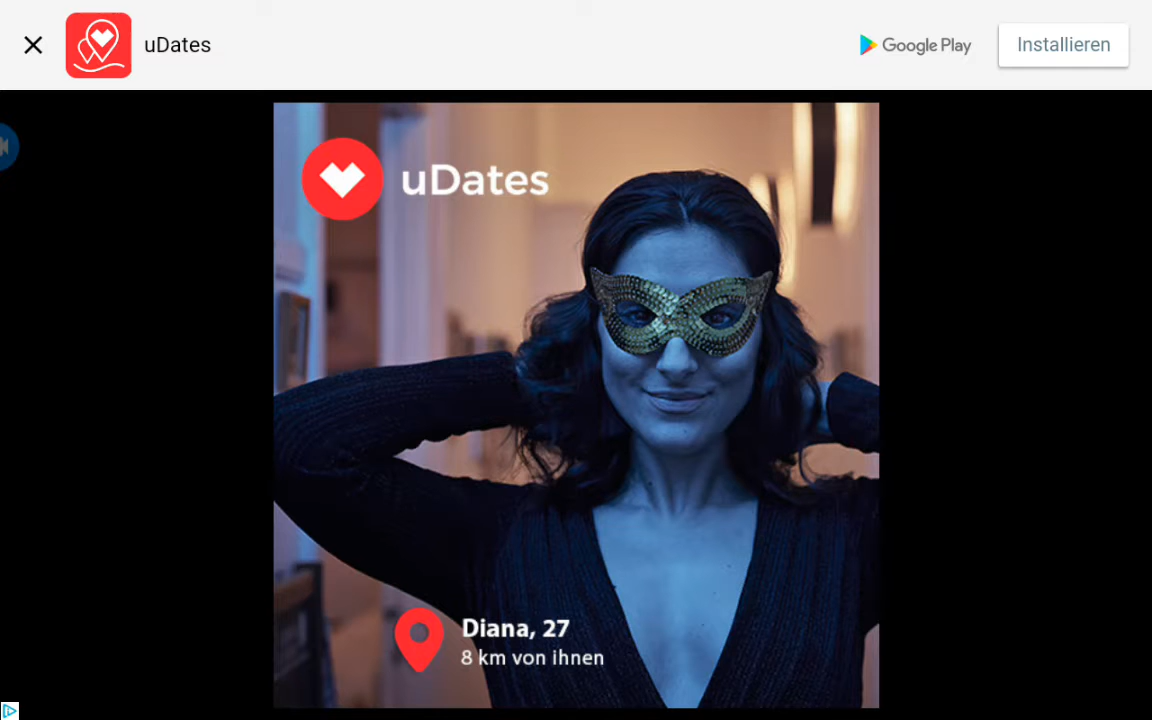 uDates
Google Play
Installieren
uDates
Diana, 27
8 km von ihnen